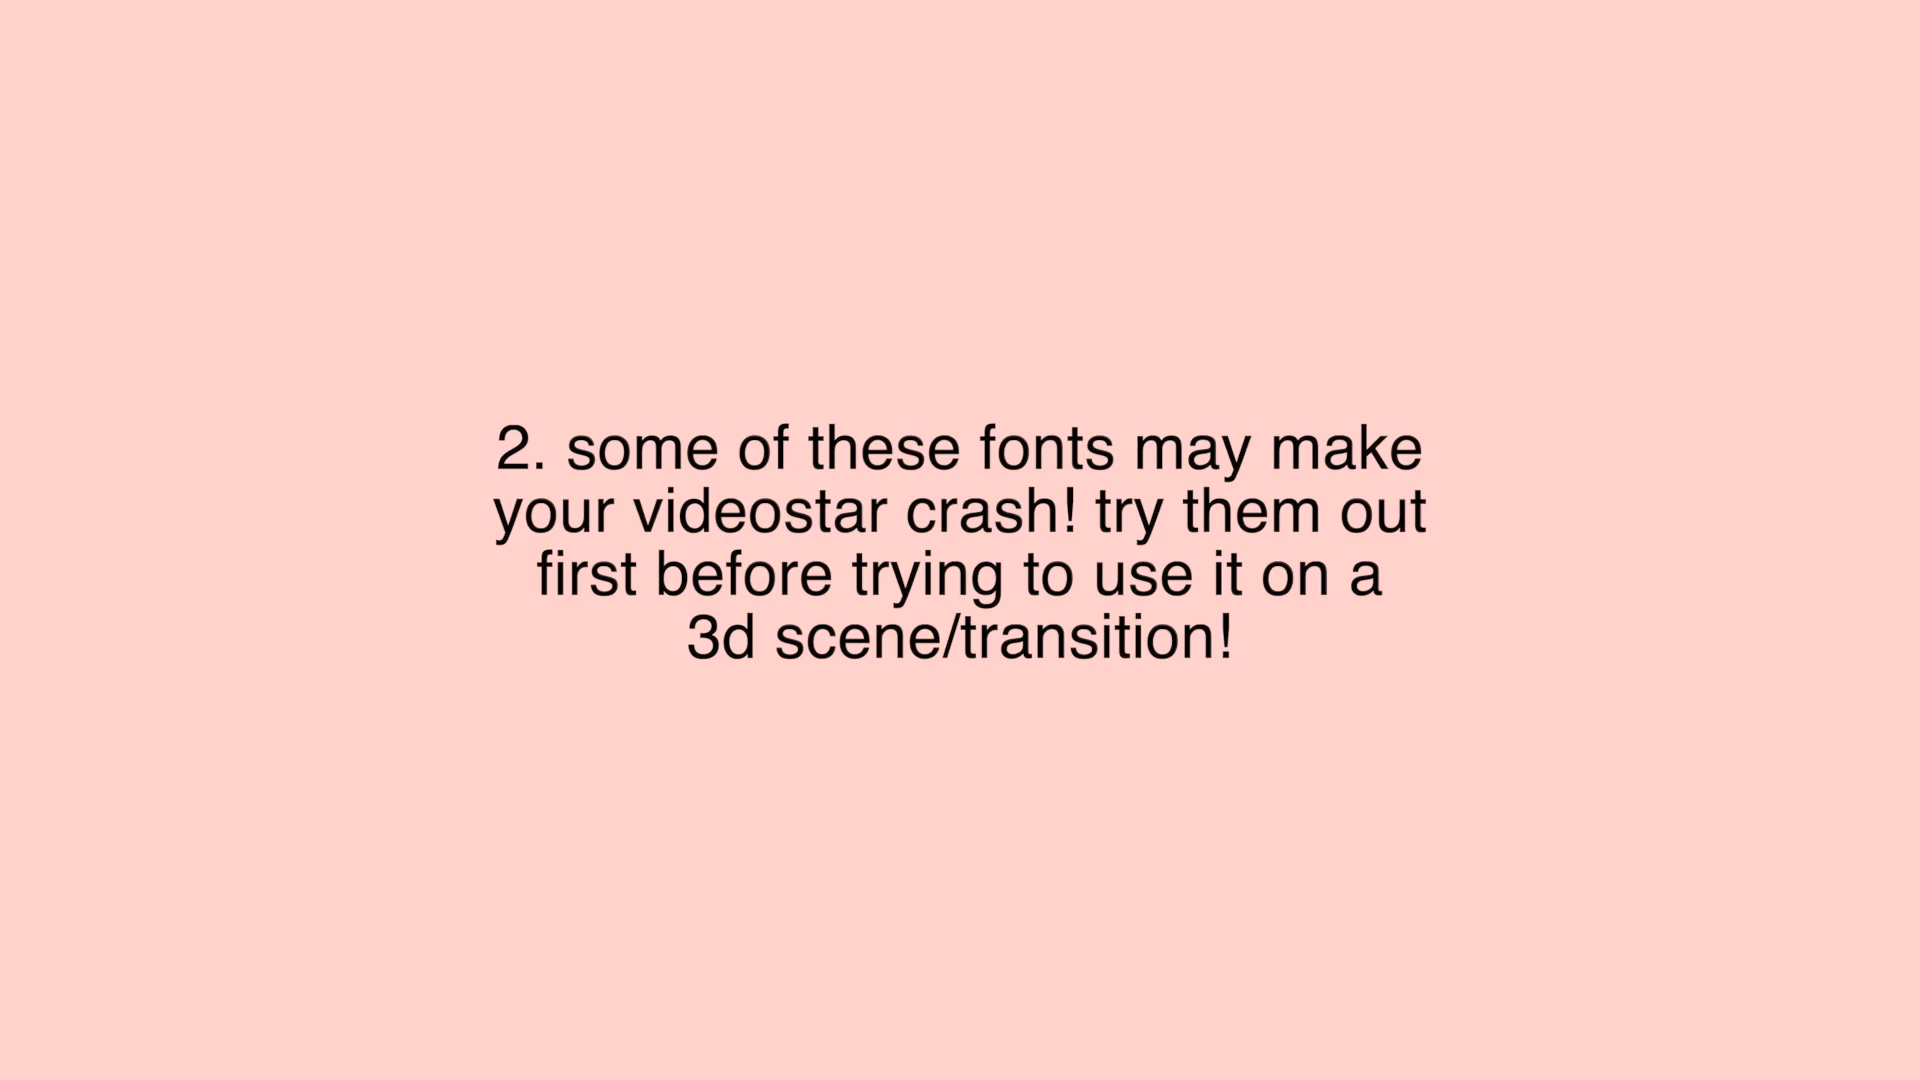 2. some of these fonts may make
your videostar crash! try them out
first before trying to use it on a
3d scene/transition!